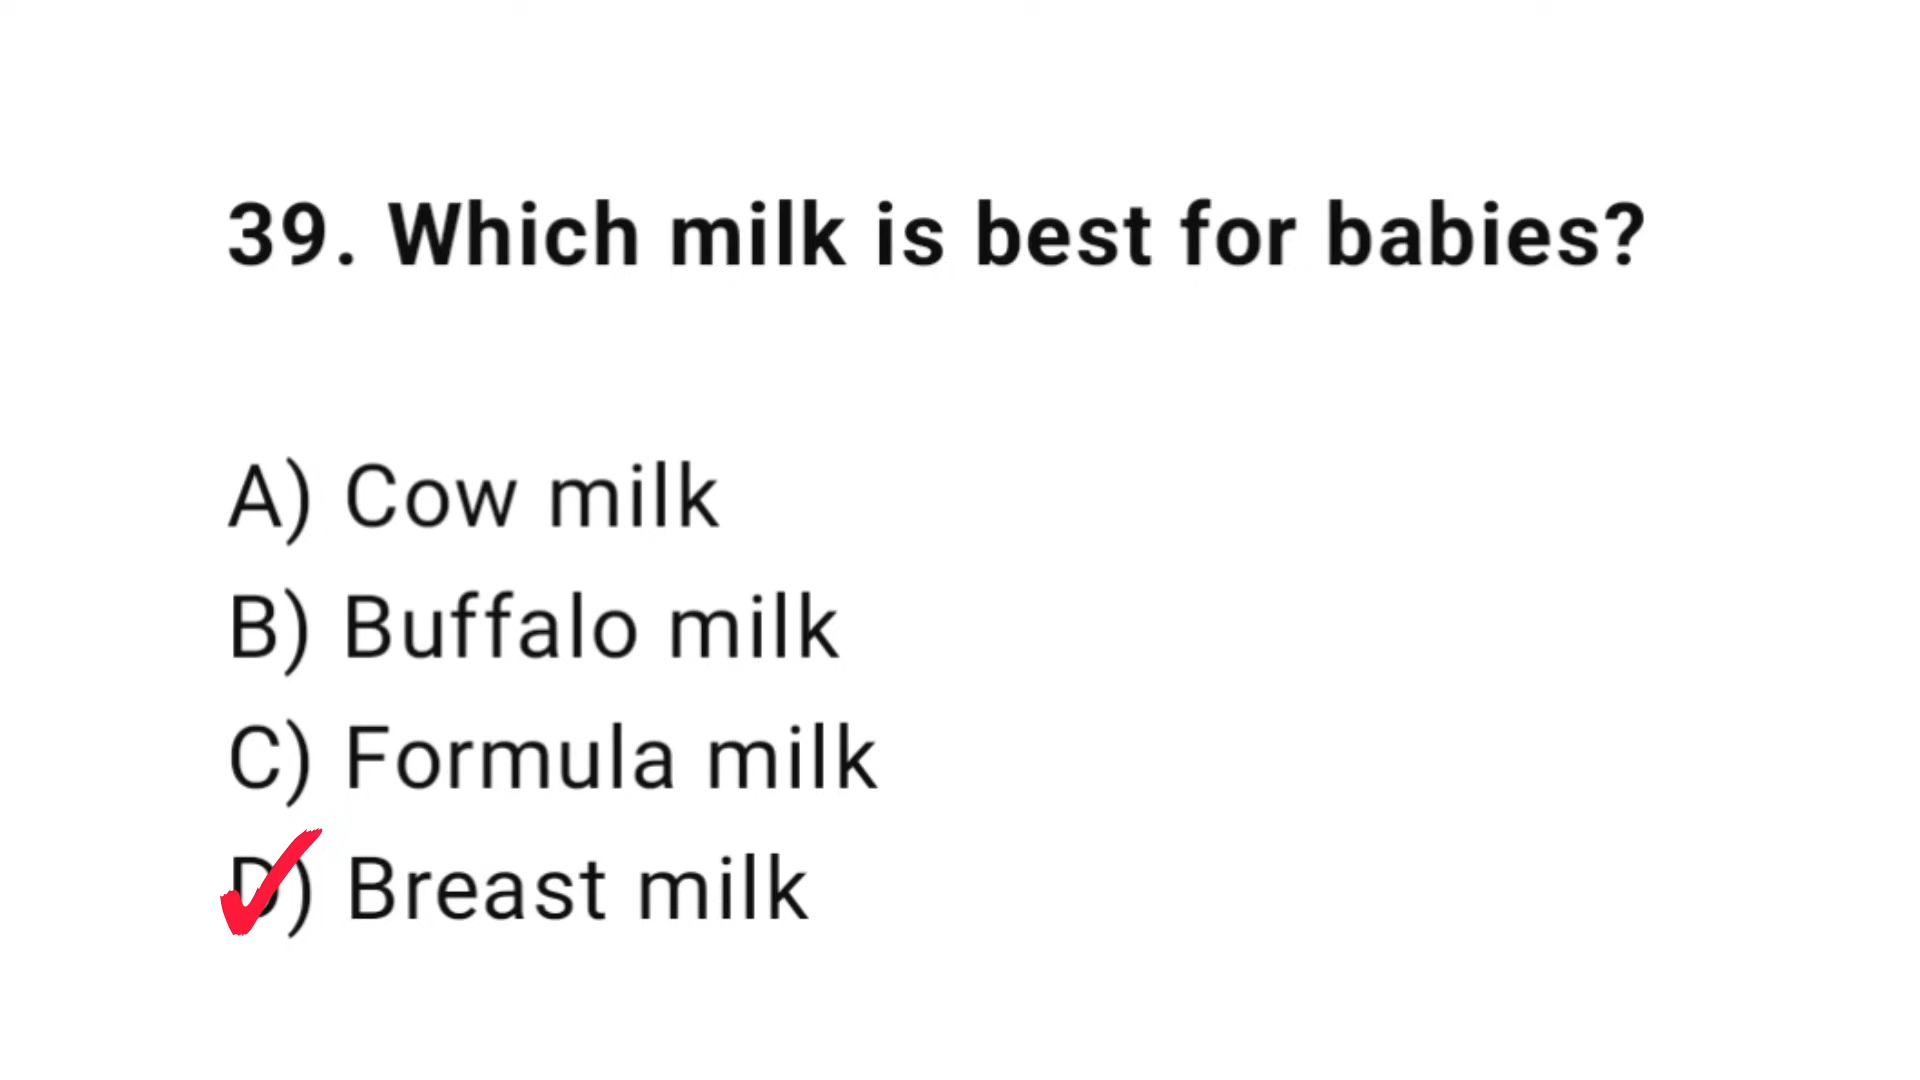 39. Which milk is best for babies?
A) Cow milk
B) Buffalo milk
C) Formula milk
D) Breast milk